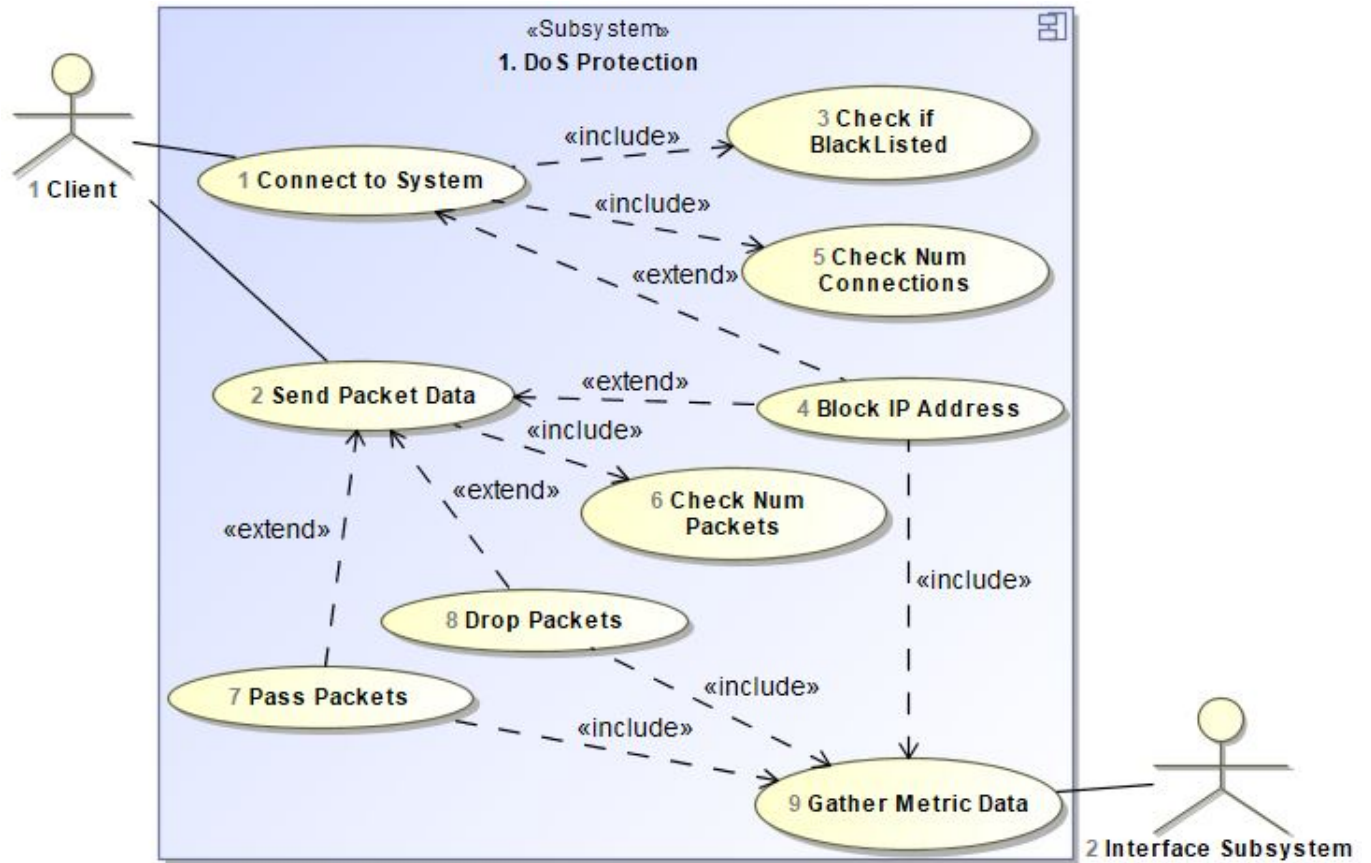 «Subsystem»
1. DoS Protection
3 Check if
BlackListed
«include»
1 Client
1 Connect to System
«include»
5 Check Num
Connections
«extend»
2 Send Packet Data
«extend»
4 Block IP Address
«include»
«extend»
6 Check Num
Packets
«extend»
«include»
8 Drop Packets
7 Pass Packets
«include»
«include»
9 Gather Metric Data
2 Interface Subsystem